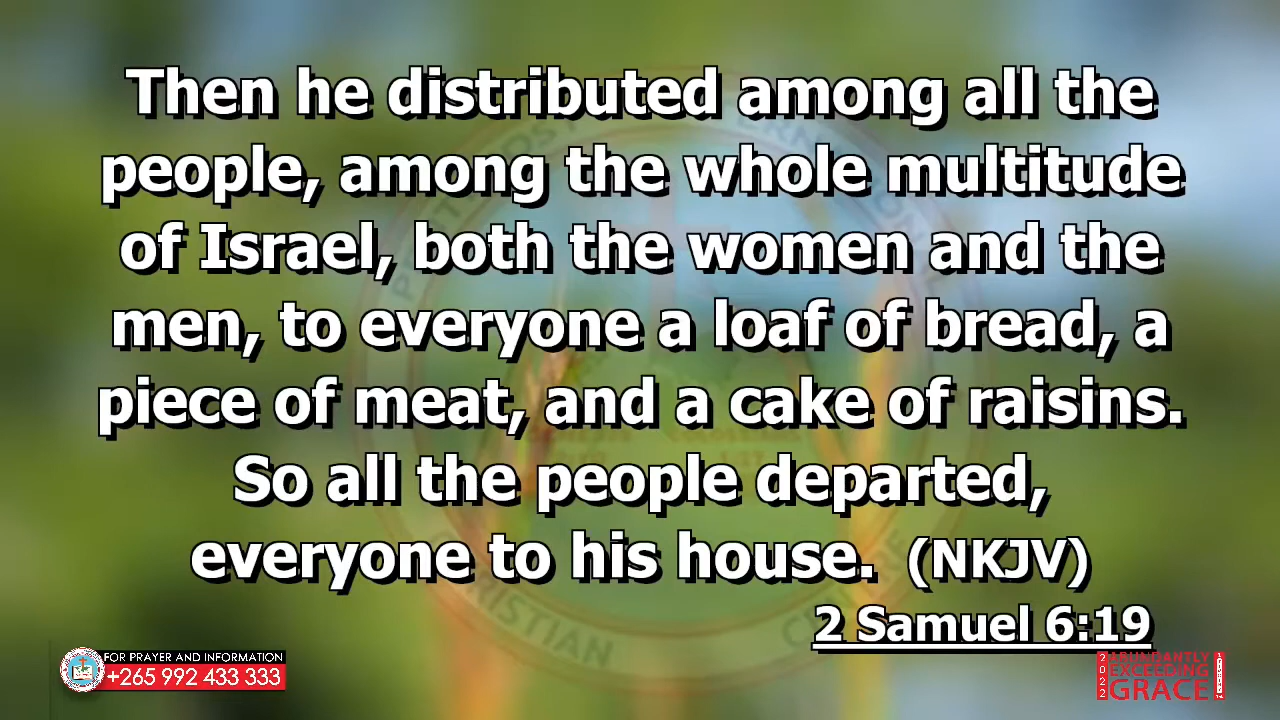 Then he distributed among all the
people, among the whole multitude
of Israel, both the women and the
men, to everyone a loaf of bread, a
piece of meat, and a cake of raisins.
So all the people departed,
everyone to his house. (NKJV)
2 Samuel 6:19
FOR PRAYER AND INFORMATION
+265 992 433 333
2022
ABUNDANTLY
EXCEEDING
GRACE
CHRISTIAN